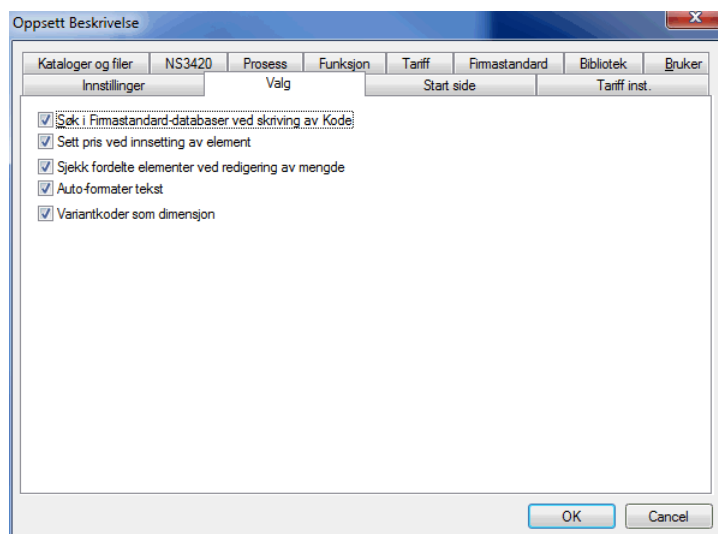 Oppsett Beskrivelse
Kataloger og filer NS3420 Prosess Funksjon Tariff Firmastandard Bibliotek Bruker
Innstillinger Valg Start side Tariff inst.
Søk i Firmastandard-databaser ved skriving av Kode
Sett pris ved innsetting av element
Sjekk fordelte elementer ved redigering av mengde
Auto-formater tekst
Variantkoder som dimensjon
OK Cancel